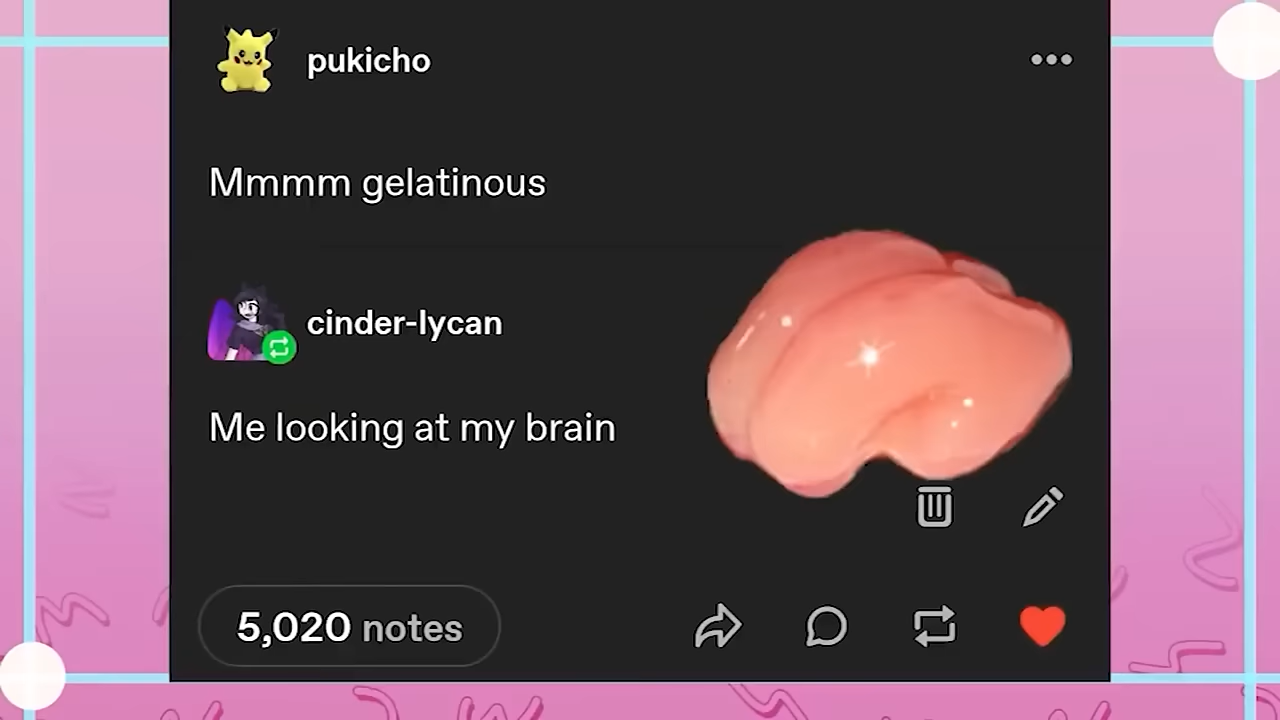 pukicho
Mmmm gelatinous
cinder-lycan
Me looking at my brain
5,020 notes